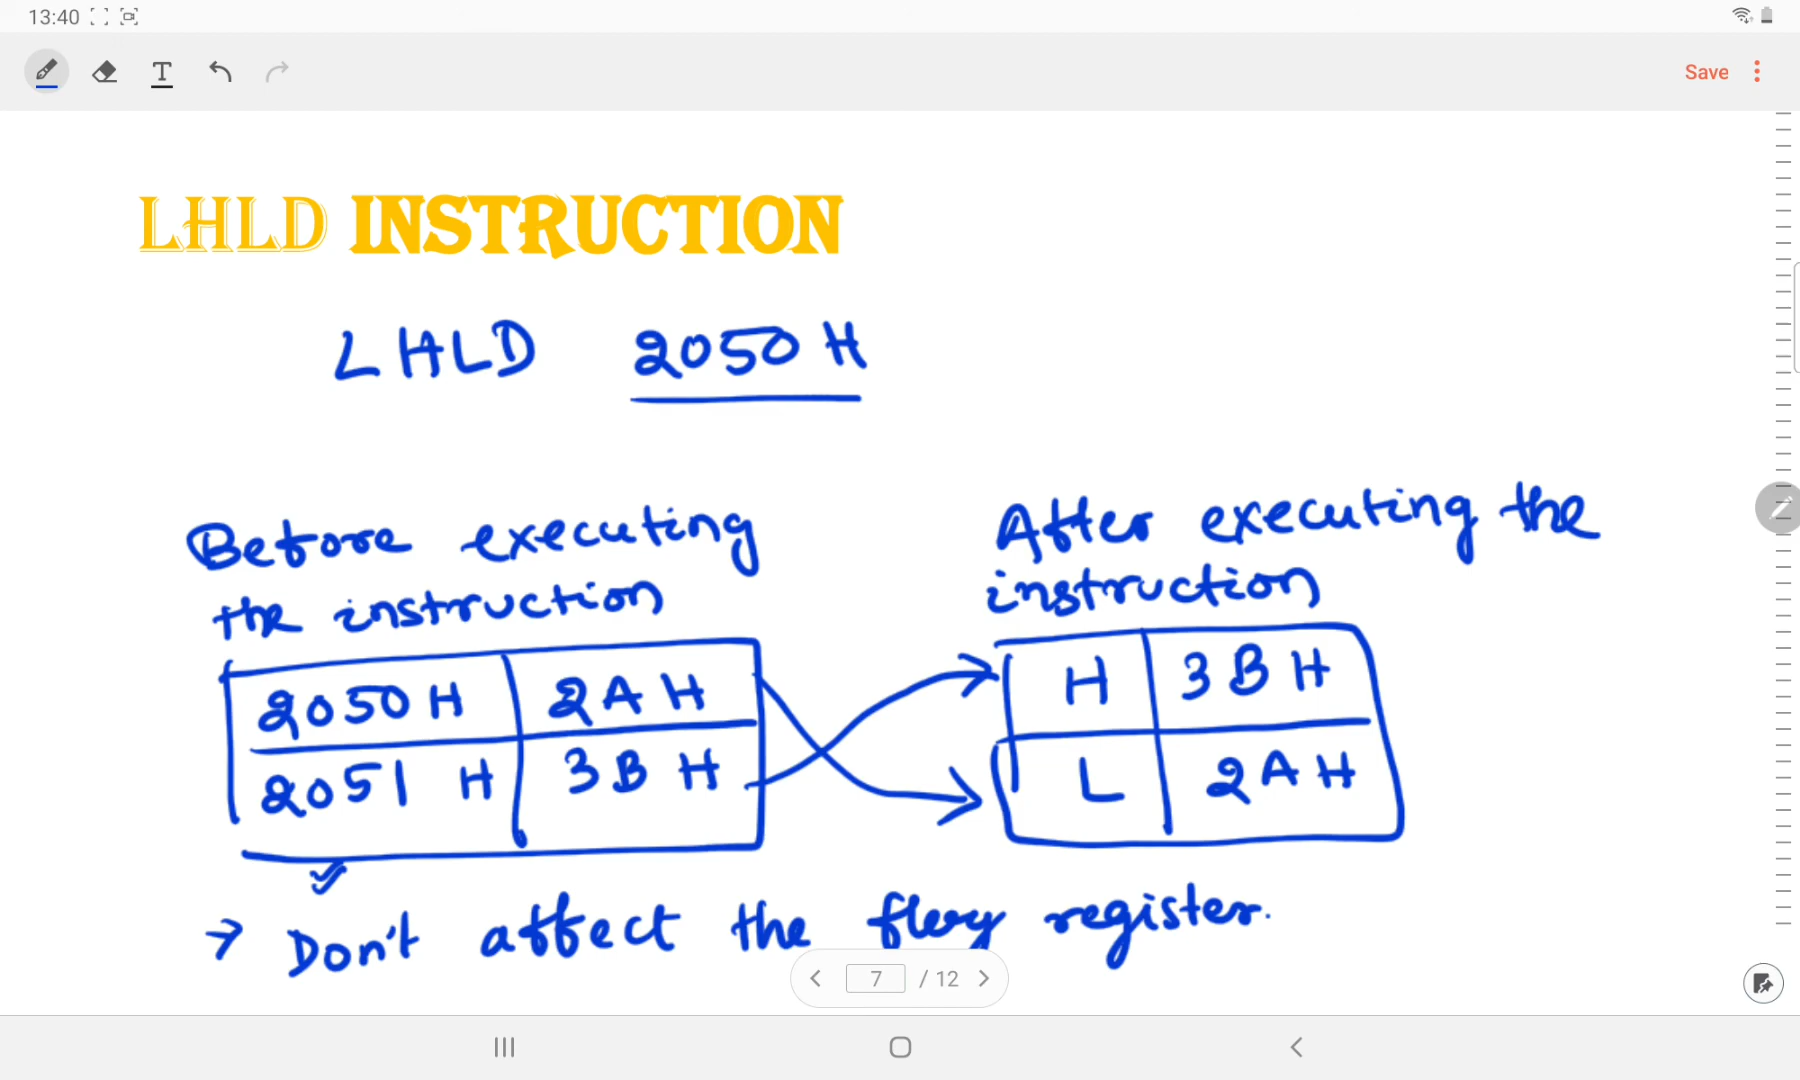 13:40
Save
LHLD INSTRUCTION
LHLD 2050 H
Before executing
the instruction
After executing the
instruction
2050 H 2A H
2051 H 3B H
H 3B H
L 2A H
→ Don't affect the flag register.
7 / 12